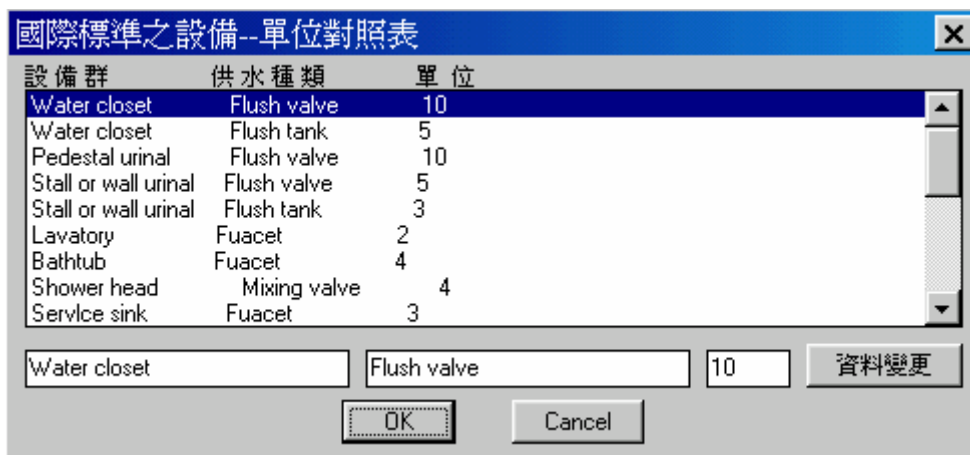 國際標準之設備--單位對照表
設備群 供水種類 單位
Water closet Flush valve 10
Water closet Flush tank 5
Pedestal urinal Flush valve 10
Stall or wall urinal Flush valve 5
Stall or wall urinal Flush tank 3
Lavatory Fuacet 2
Bathtub Fuacet 4
Shower head Mixing valve 4
Servlce sink Fuacet 3
Water closet Flush valve 10 資料變更
OK Cancel